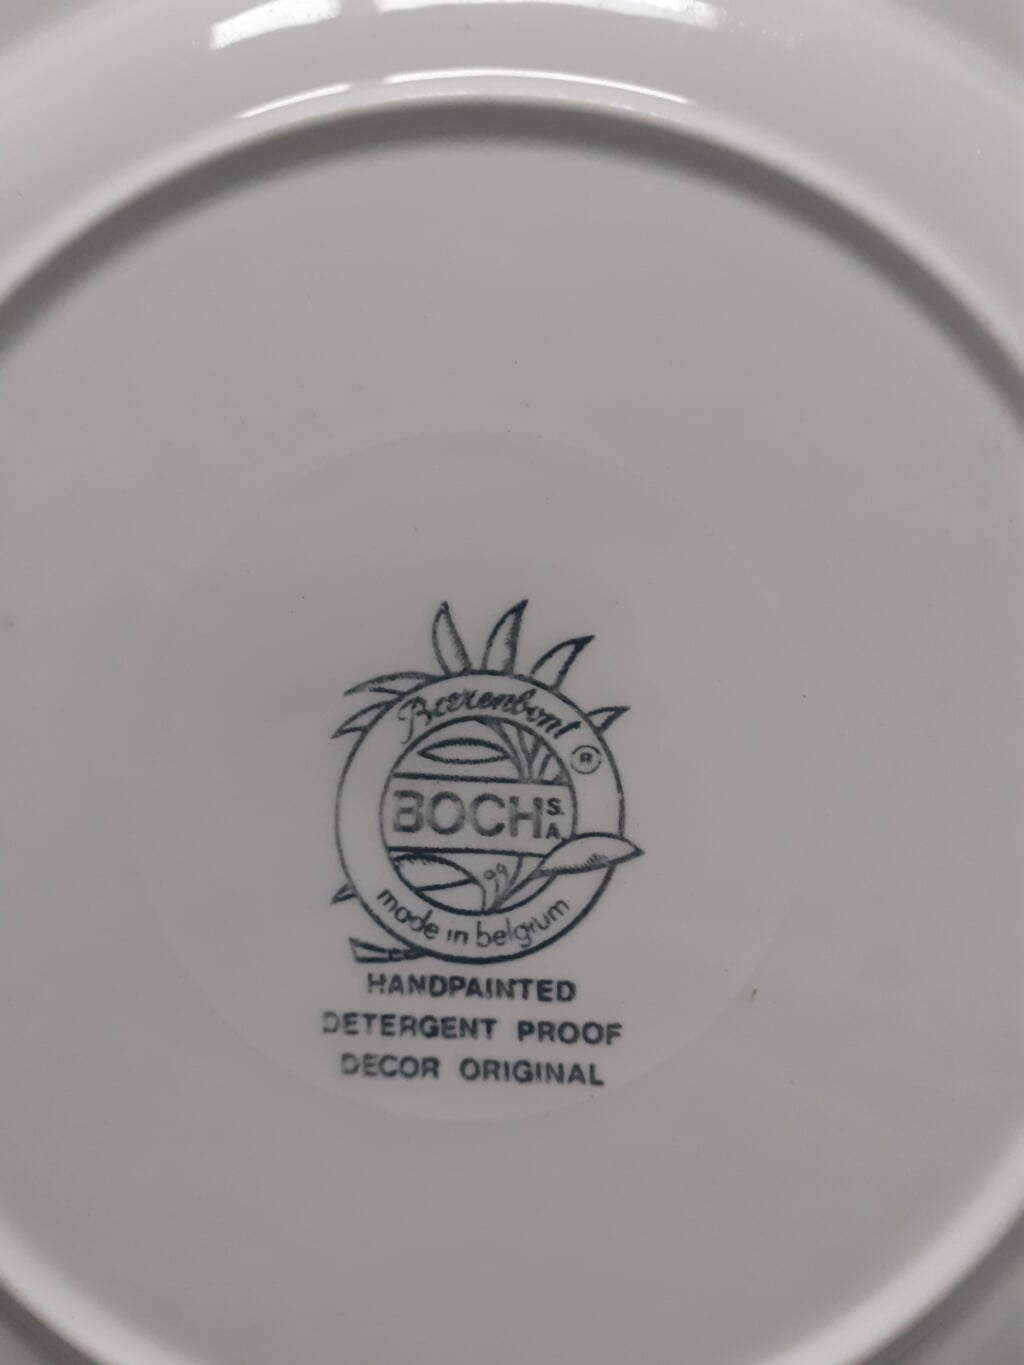 Boerenbont
®
BOCH S.A.
made in belgium
HANDPAINTED
DETERGENT PROOF
DECOR ORIGINAL